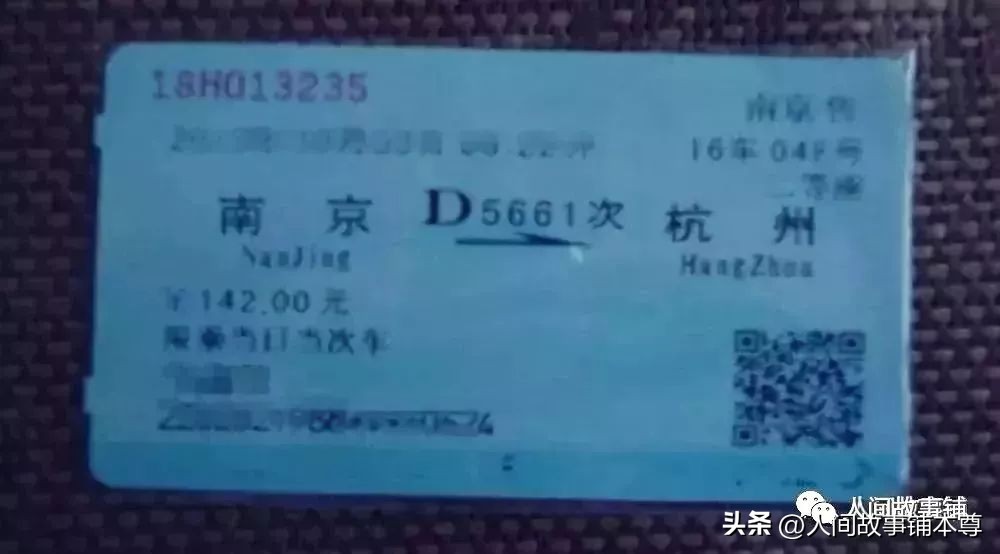 18H013235
南京售
16车 04F号
二等座
南京 D5661次 杭州
NanJing HangZhou
￥142.00元
限乘当日当次车
人间故事铺
头条 @人间故事铺本尊